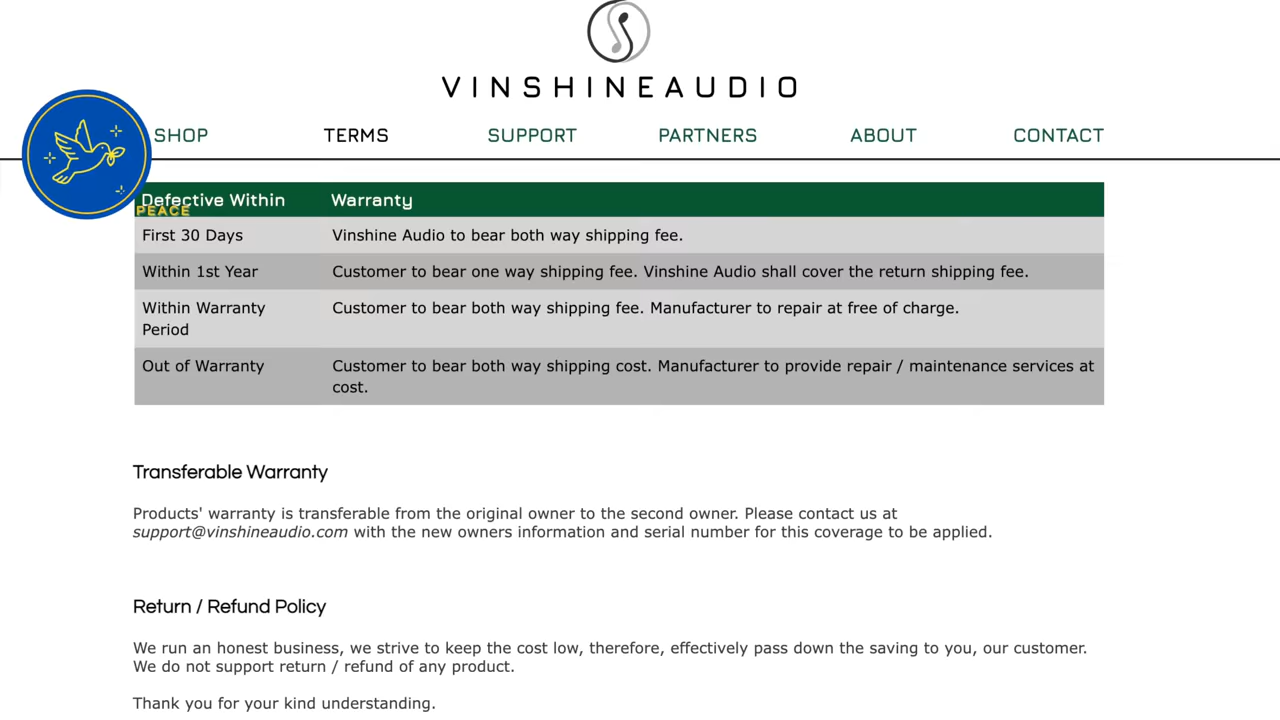 VINSHINEAUDIO
SHOP TERMS SUPPORT PARTNERS ABOUT CONTACT
Defective Within Warranty
PEACE
First 30 Days Vinshine Audio to bear both way shipping fee.
Within 1st Year Customer to bear one way shipping fee. Vinshine Audio shall cover the return shipping fee.
Within Warranty Customer to bear both way shipping fee. Manufacturer to repair at free of charge.
Period
Out of Warranty Customer to bear both way shipping cost. Manufacturer to provide repair / maintenance services at
cost.
Transferable Warranty
Products' warranty is transferable from the original owner to the second owner. Please contact us at
support@vinshineaudio.com with the new owners information and serial number for this coverage to be applied.
Return / Refund Policy
We run an honest business, we strive to keep the cost low, therefore, effectively pass down the saving to you, our customer.
We do not support return / refund of any product.
Thank you for your kind understanding.